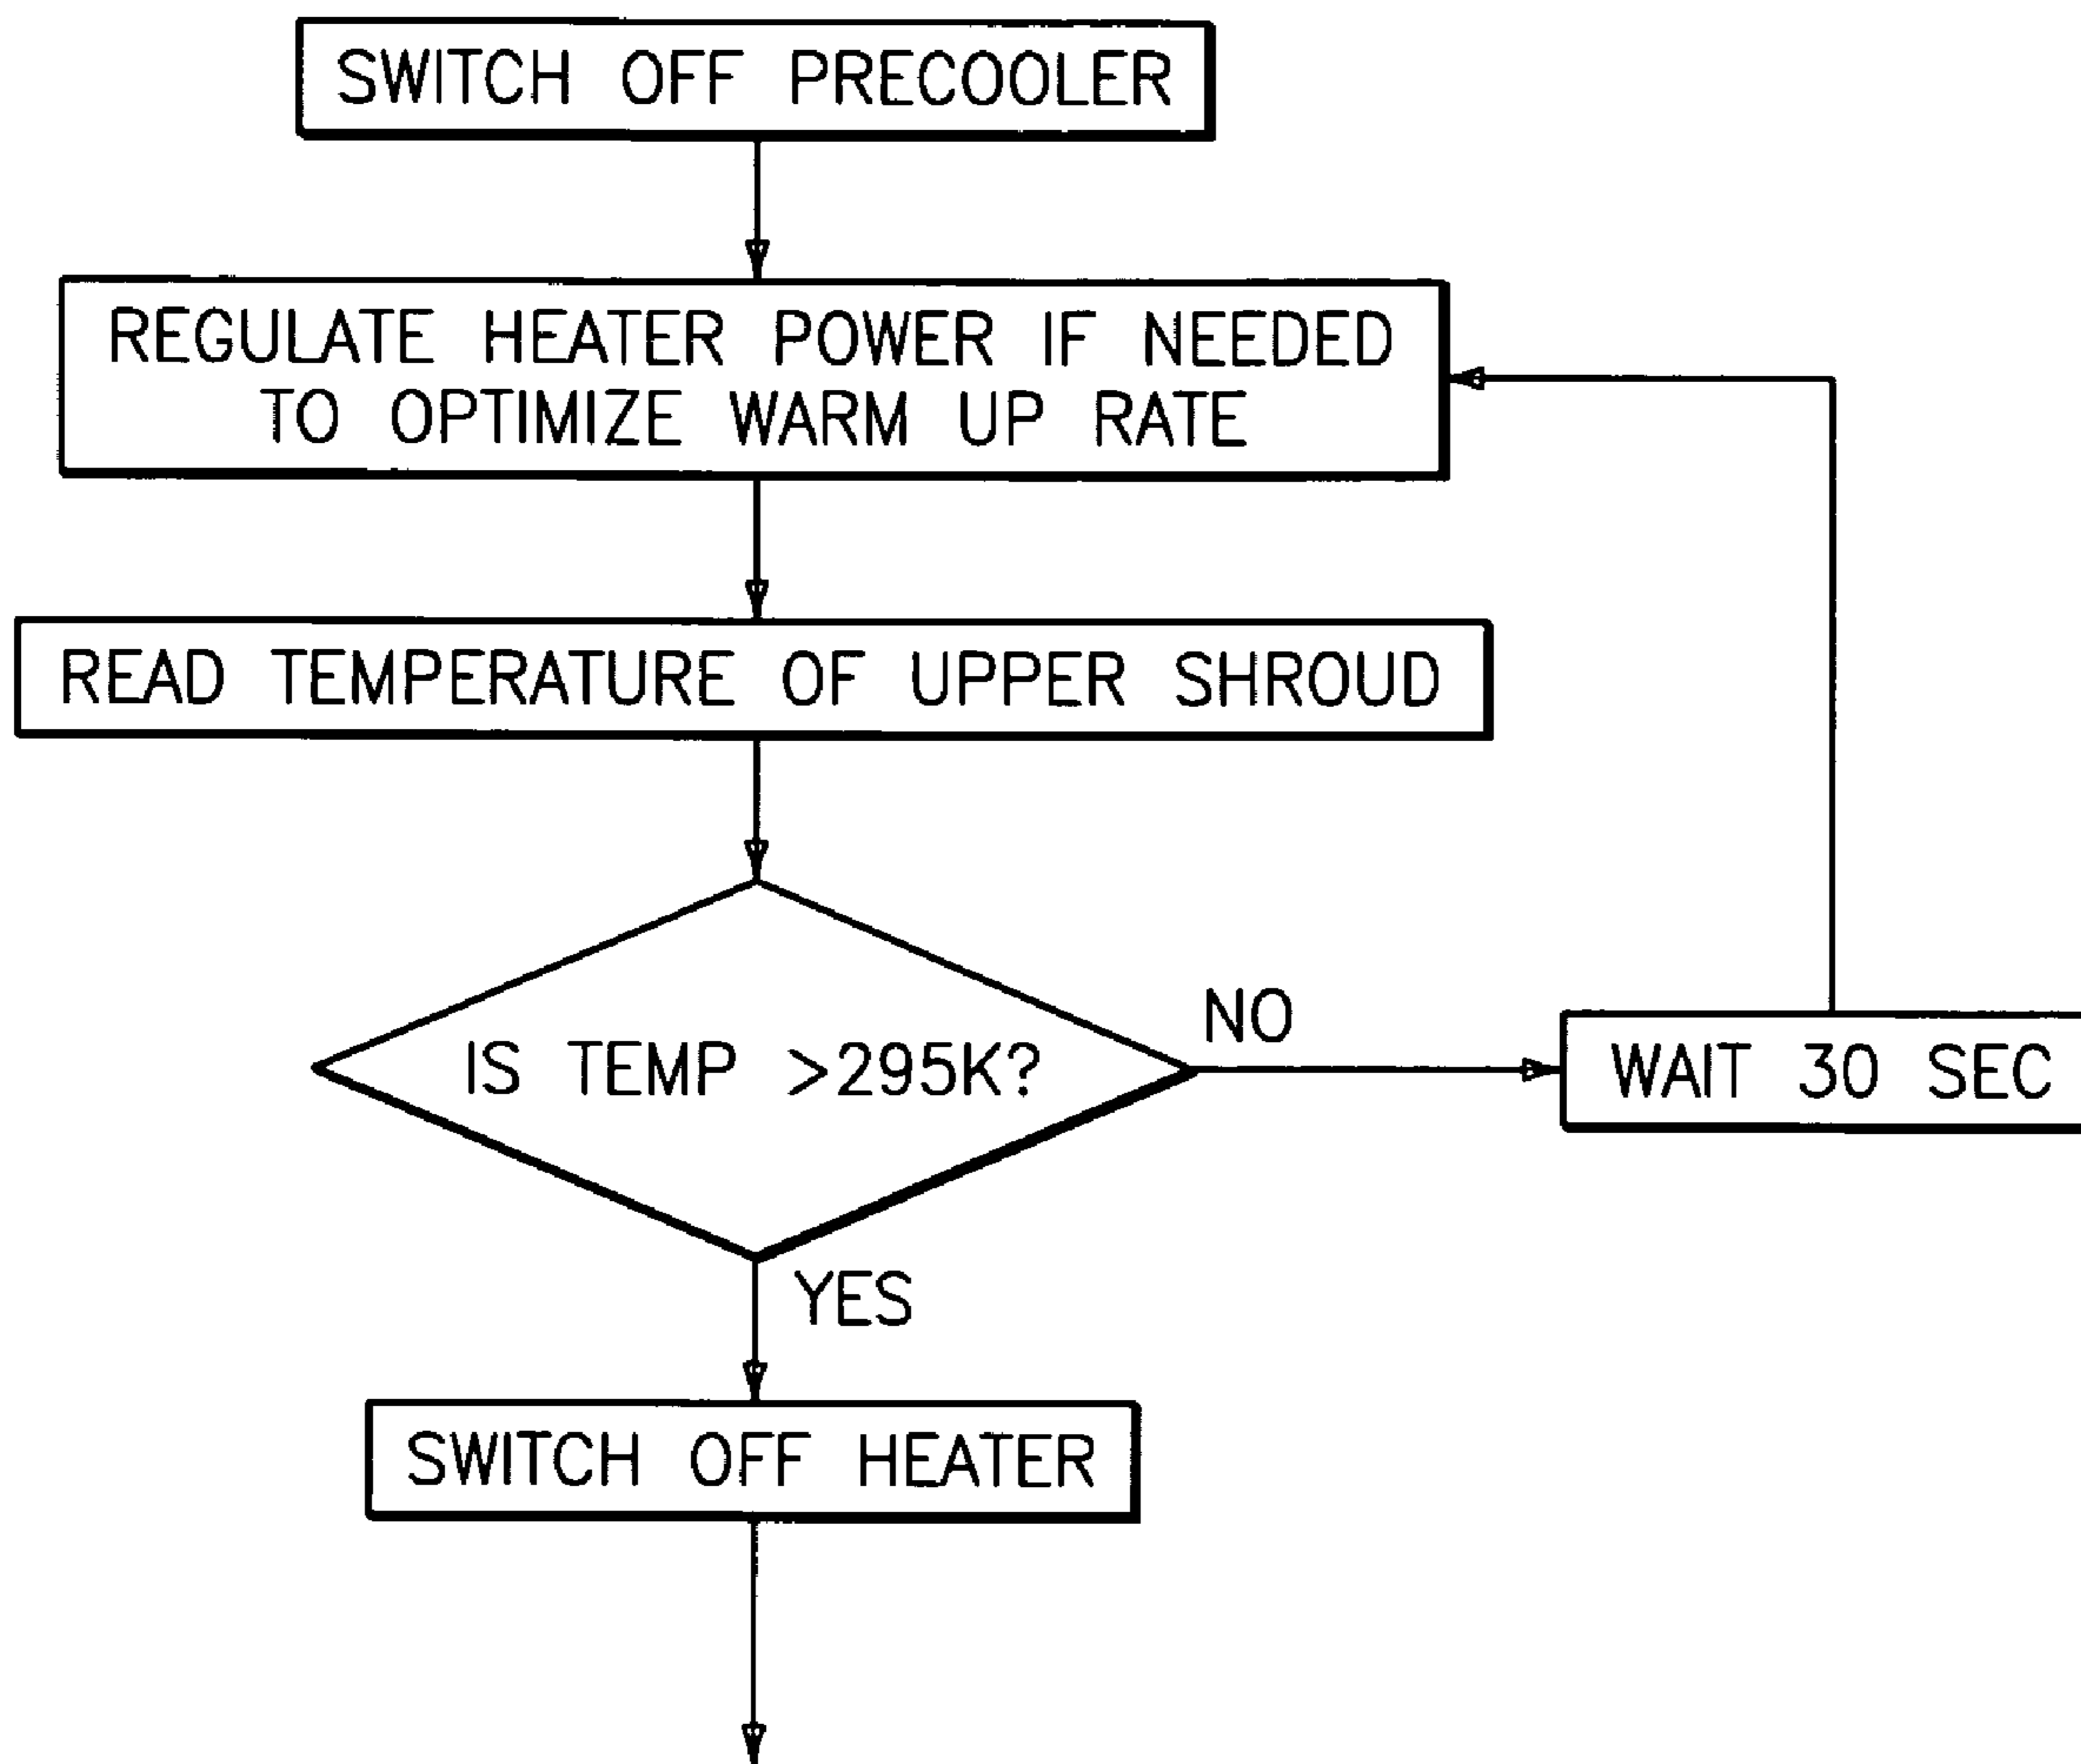 SWITCH OFF PRECOOLER
REGULATE HEATER POWER IF NEEDED
TO OPTIMIZE WARM UP RATE
READ TEMPERATURE OF UPPER SHROUD
IS TEMP >295K?
NO
WAIT 30 SEC
YES
SWITCH OFF HEATER